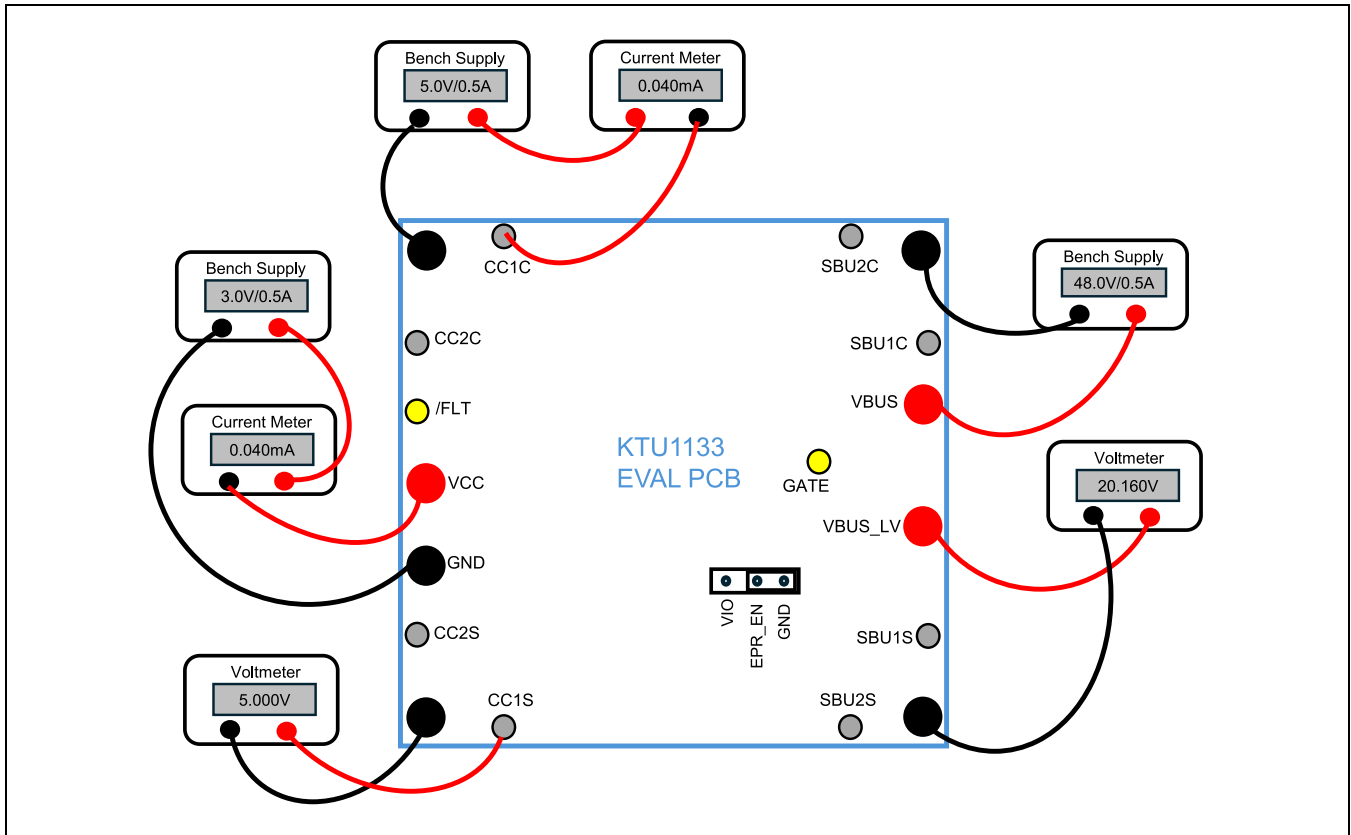 Bench Supply
5.0V/0.5A
Current Meter
0.040mA
CC1C
SBU2C
Bench Supply
3.0V/0.5A
Bench Supply
48.0V/0.5A
CC2C
SBU1C
VBUS
/FLT
Current Meter
0.040mA
KTU1133
EVAL PCB
VCC
GATE
Voltmeter
20.160V
VBUS_LV
GND
VIO
EPR_EN
GND
CC2S
SBU1S
Voltmeter
5.000V
CC1S
SBU2S